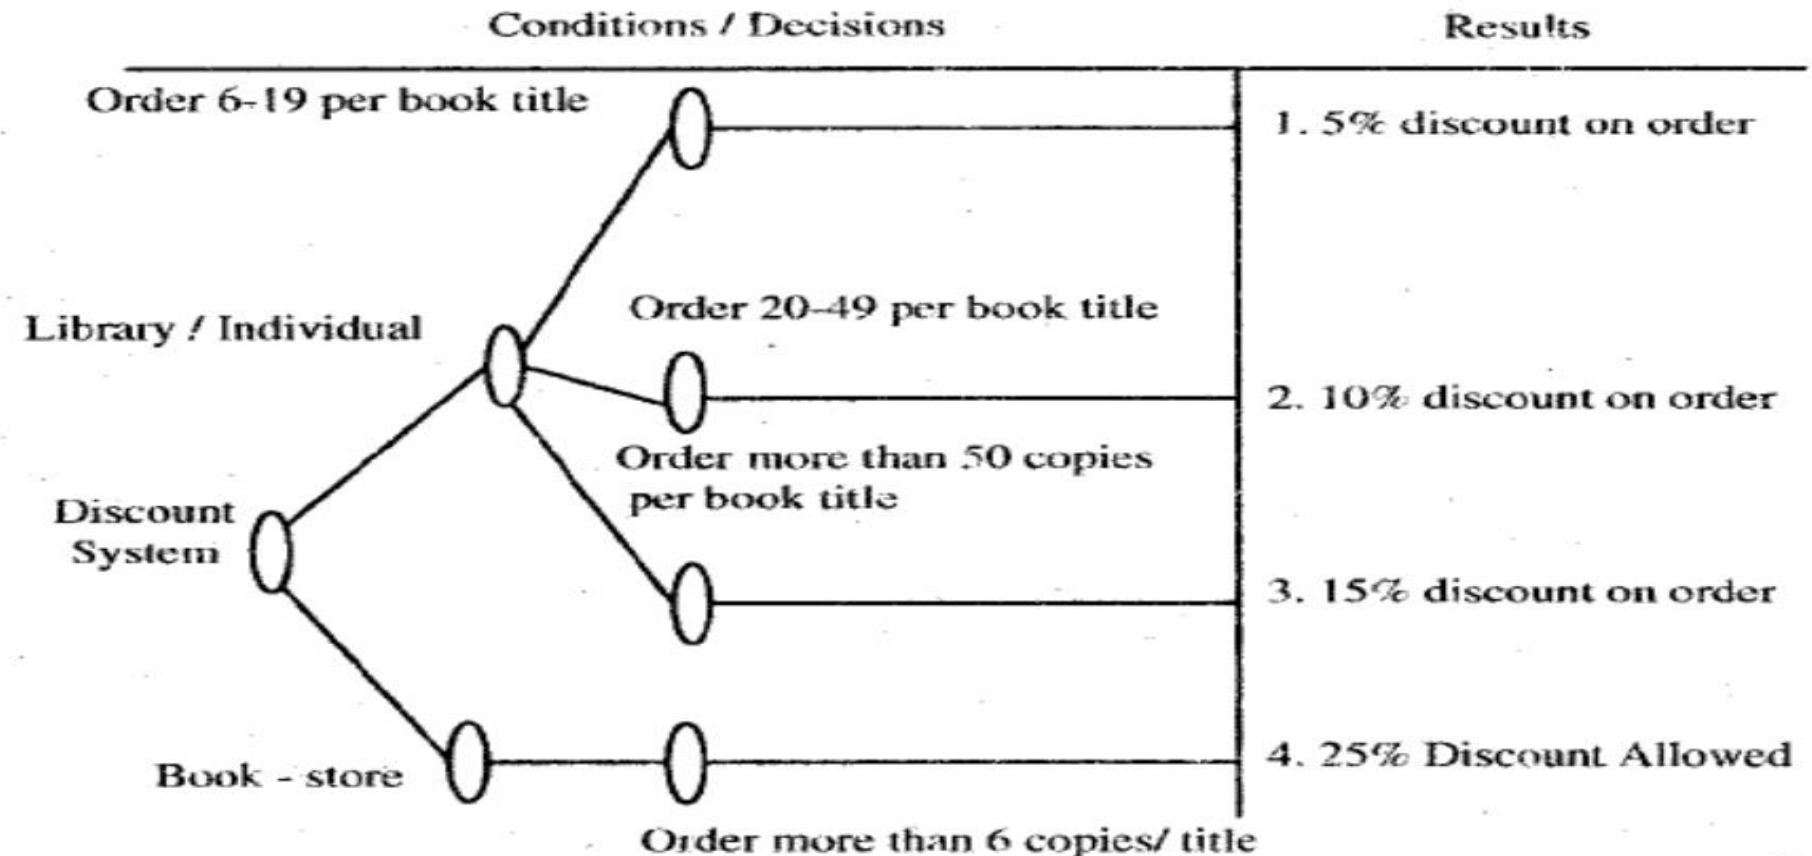 Conditions / Decisions
Results
Order 6-19 per book title
1. 5% discount on order
Order 20-49 per book title
Library / Individual
2. 10% discount on order
Order more than 50 copies
per book title
Discount
System
3. 15% discount on order
Book - store
4. 25% Discount Allowed
Order more than 6 copies/ title